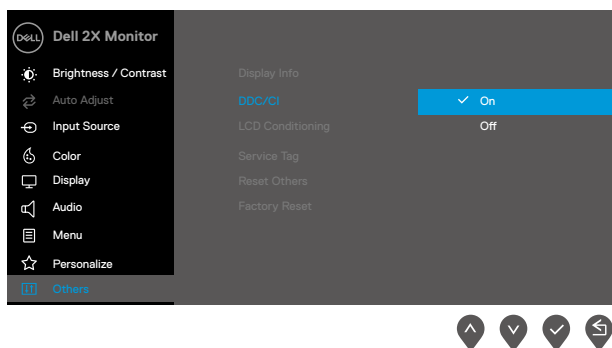 DELL
Dell 2X Monitor
Brightness / Contrast
Auto Adjust
Input Source
Color
Display
Audio
Menu
Personalize
Others
Display Info
DDC/CI
LCD Conditioning
Service Tag
Reset Others
Factory Reset
On
Off